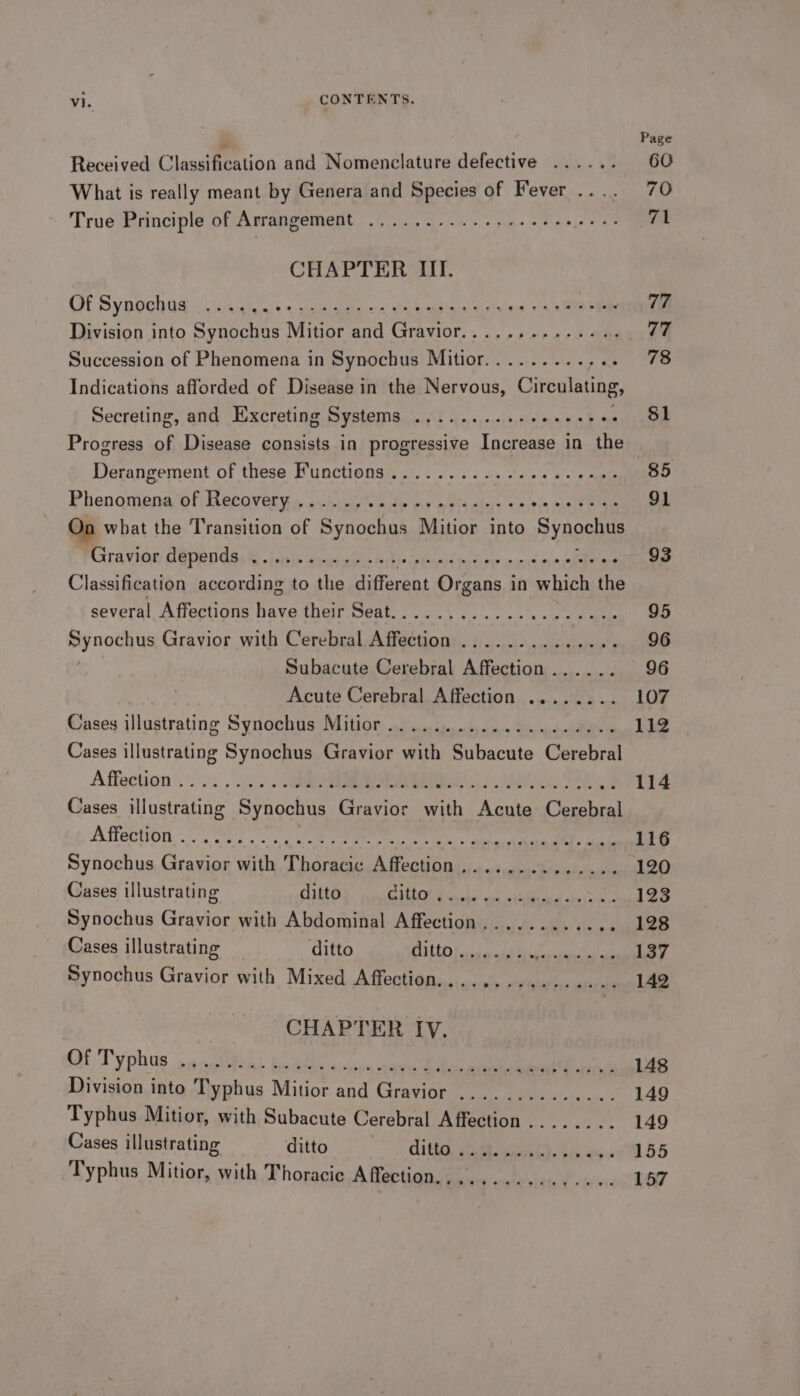 vi. CONTENTS.
Page
Received Classification and Nomenclature defective ...... 60
What is really meant by Genera and Species of Fever .... 70
True Principle of Arrangement ........................ 71
CHAPTER III.
Of Synochus ........................................ 77
Division into Synochus Mitior and Gravior.............. 77
Succession of Phenomena in Synochus Mitior............ 78
Indications afforded of Disease in the Nervous, Circulating,
Secreting, and Excreting Systems .................... 81
Progress of Disease consists in progressive Increase in the
Derangement of these Functions ...................... 85
Phenomena of Recovery .............................. 91
On what the Transition of Synochus Mitior into Synochus
Gravior depends .................................... 93
Classification according to the different Organs in which the
several Affections have their Seat...................... 95
Synochus Gravior with Cerebral Affection .............. 96
Subacute Cerebral Affection ...... 96
Acute Cerebral Affection ........ 107
Cases illustrating Synochus Mitior ...................... 112
Cases illustrating Synochus Gravior with Subacute Cerebral
Affection .......................................... 114
Cases illustrating Synochus Gravior with Acute Cerebral
Affection .......................................... 116
Synochus Gravior with Thoracic Affection .............. 120
Cases illustrating ditto ditto .................. 123
Synochus Gravior with Abdominal Affection ............ 128
Cases illustrating ditto ditto ................ 137
Synochus Gravior with Mixed Affection................ 142
CHAPTER IV.
Of Typhus ........................................ 148
Division into Typhus Mitior and Gravior .............. 149
Typhus Mitior, with Subacute Cerebral Affection ........ 149
Cases illustrating ditto ditto ................ 155
Typhus Mitior, with Thoracic Affection................ 157